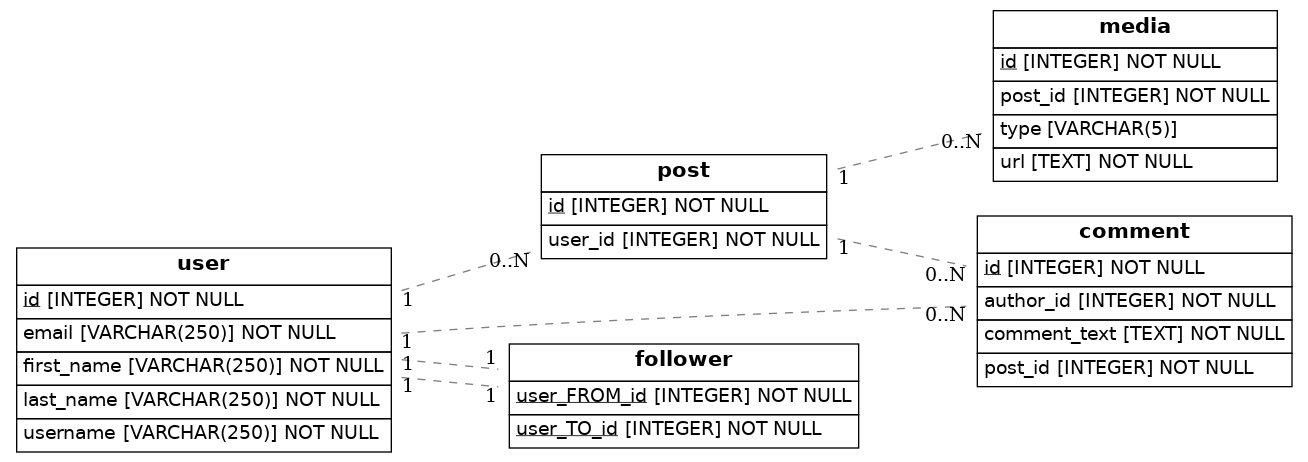 media
id [INTEGER] NOT NULL
post_id [INTEGER] NOT NULL
type [VARCHAR(5)]
url [TEXT] NOT NULL
0..N
1
post
id [INTEGER] NOT NULL
user_id [INTEGER] NOT NULL
1
0..N
comment
id [INTEGER] NOT NULL
author_id [INTEGER] NOT NULL
comment_text [TEXT] NOT NULL
post_id [INTEGER] NOT NULL
0..N
user
id [INTEGER] NOT NULL
email [VARCHAR(250)] NOT NULL
first_name [VARCHAR(250)] NOT NULL
last_name [VARCHAR(250)] NOT NULL
username [VARCHAR(250)] NOT NULL
0..N
1
1
1
1
1
1
follower
user_FROM_id [INTEGER] NOT NULL
user_TO_id [INTEGER] NOT NULL